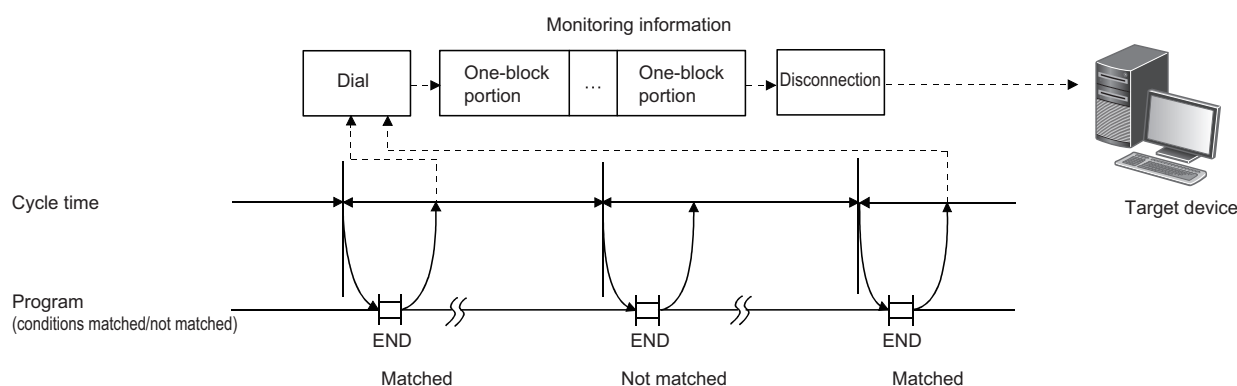 Monitoring information
Dial
One-block
portion
...
One-block
portion
Disconnection
Target device
Cycle time
Program
(conditions matched/not matched)
END
END
END
Matched
Not matched
Matched